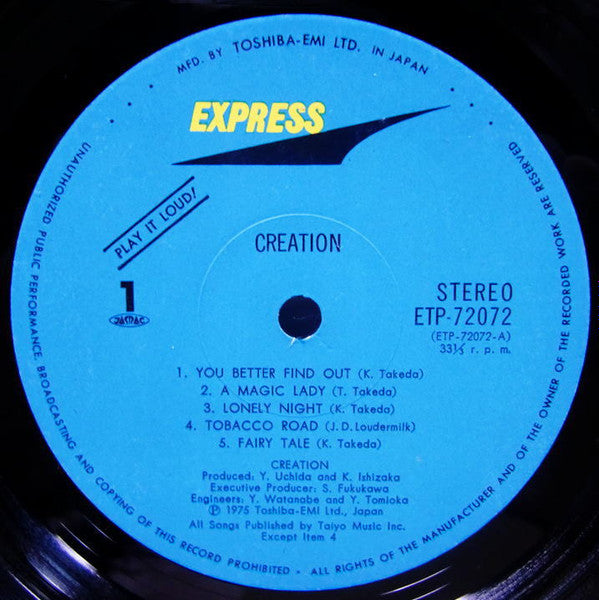 MFD. BY TOSHIBA-EMI LTD. IN JAPAN
EXPRESS
PLAY IT LOUD!
CREATION
1
JASRAC
STEREO
ETP-72072
(ETP-72072-A)
33⅓ r. p. m.
1. YOU BETTER FIND OUT (K. Takeda)
2. A MAGIC LADY (T. Takeda)
3. LONELY NIGHT (K. Takeda)
4. TOBACCO ROAD (J. D. Loudermilk)
5. FAIRY TALE (K. Takeda)
CREATION
Produced: Y. Uchida and K. Ishizaka
Executive Producer: S. Fukukawa
Engineers: Y. Watanabe and Y. Tomioka
℗ 1975 Toshiba-EMI Ltd., Japan
All Songs Published by Taiyo Music Inc.
Except Item 4
UNAUTHORIZED PUBLIC PERFORMANCE, BROADCASTING AND COPYING OF THIS RECORD PROHIBITED - ALL RIGHTS OF THE MANUFACTURER AND OF THE OWNER OF THE RECORDED WORK ARE RESERVED